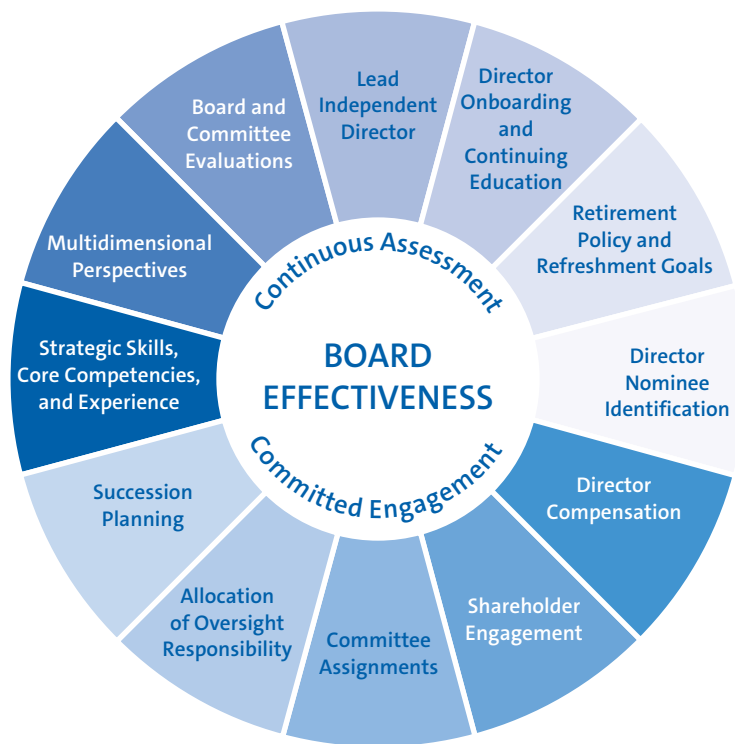 Lead
Independent
Director
Director
Onboarding
and
Continuing
Education
Retirement
Policy and
Refreshment Goals
Director
Nominee
Identification
Director
Compensation
Shareholder
Engagement
Committee
Assignments
Allocation
of Oversight
Responsibility
Succession
Planning
Strategic Skills,
Core Competencies,
and Experience
Multidimensional
Perspectives
Board and
Committee
Evaluations
Continuous Assessment
BOARD
EFFECTIVENESS
Committed Engagement